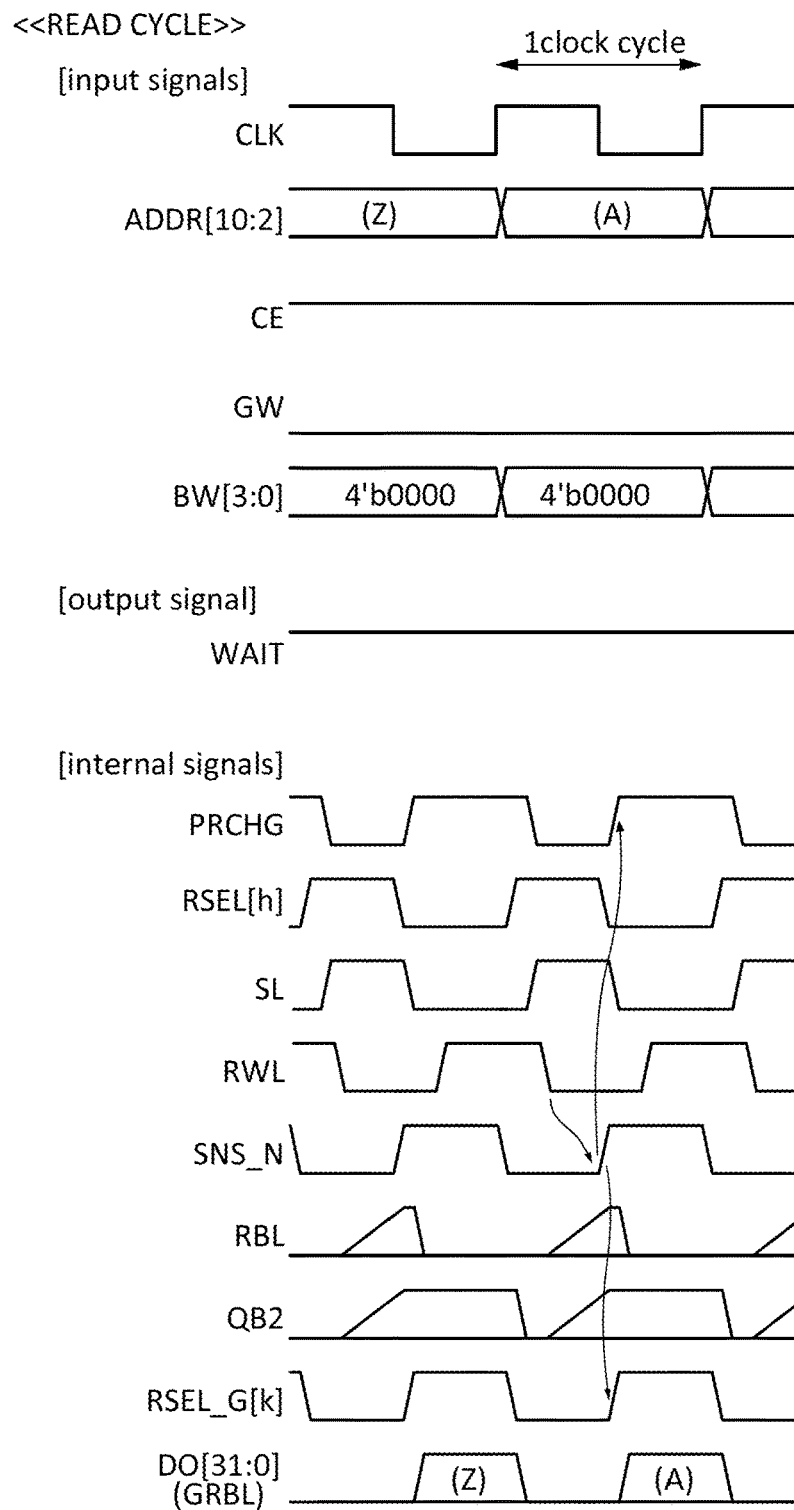 <<READ CYCLE>>
1clock cycle
[input signals]
CLK
ADDR[10:2]
(Z)
(A)
CE
GW
BW[3:0]
4'b0000
4'b0000
[output signal]
WAIT
[internal signals]
PRCHG
RSEL[h]
SL
RWL
SNS_N
RBL
QB2
RSEL_G[k]
DO[31:0]
(GRBL)
(Z)
(A)